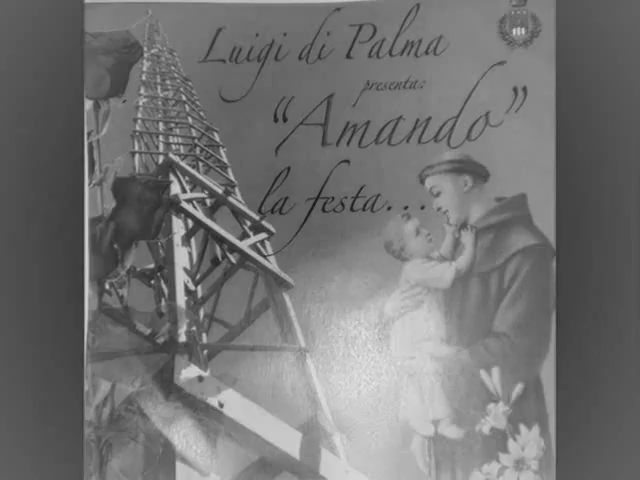 Luigi di Palma
presenta:
“Amando”
la festa....